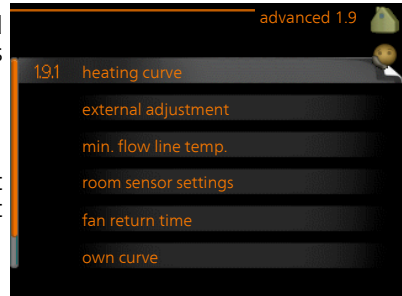 advanced 1.9
1.9.1 heating curve
external adjustment
min. flow line temp.
room sensor settings
fan return time
own curve